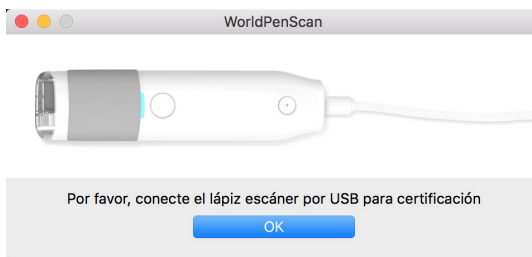 WorldPenScan
Por favor, conecte el lápiz escáner por USB para certificación
OK